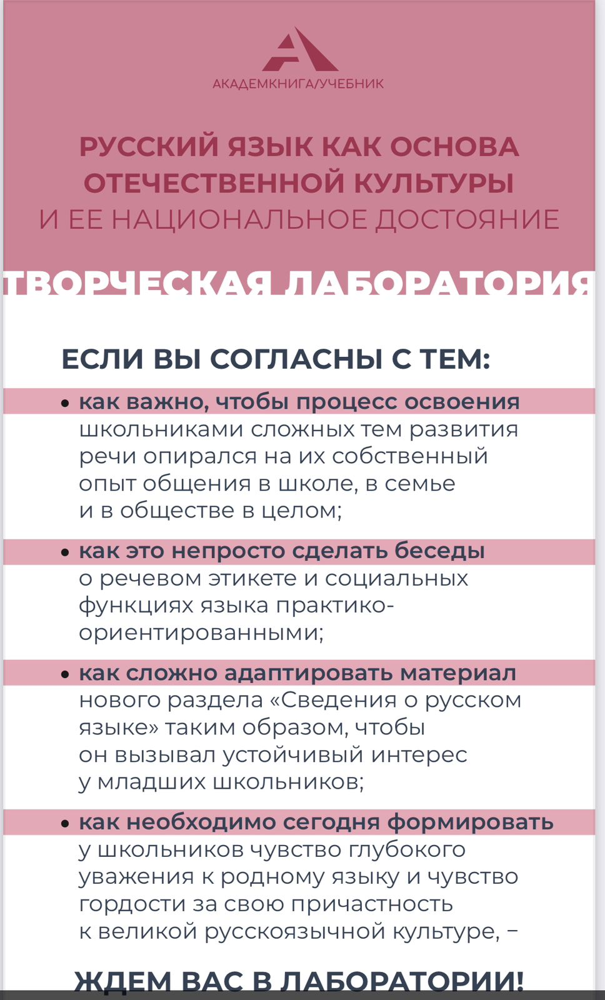 АКАДЕМКНИГА/УЧЕБНИК
РУССКИЙ ЯЗЫК КАК ОСНОВА
ОТЕЧЕСТВЕННОЙ КУЛЬТУРЫ
И ЕЕ НАЦИОНАЛЬНОЕ ДОСТОЯНИЕ
ТВОРЧЕСКАЯ ЛАБОРАТОРИЯ
ЕСЛИ ВЫ СОГЛАСНЫ С ТЕМ:
• как важно, чтобы процесс освоения
школьниками сложных тем развития
речи опирался на их собственный
опыт общения в школе, в семье
и в обществе в целом;
• как это непросто сделать беседы
о речевом этикете и социальных
функциях языка практико-
ориентированными;
• как сложно адаптировать материал
нового раздела «Сведения о русском
языке» таким образом, чтобы
он вызывал устойчивый интерес
у младших школьников;
• как необходимо сегодня формировать
у школьников чувство глубокого
уважения к родному языку и чувство
гордости за свою причастность
к великой русскоязычной культуре, –
ЖДЕМ ВАС В ЛАБОРАТОРИИ!